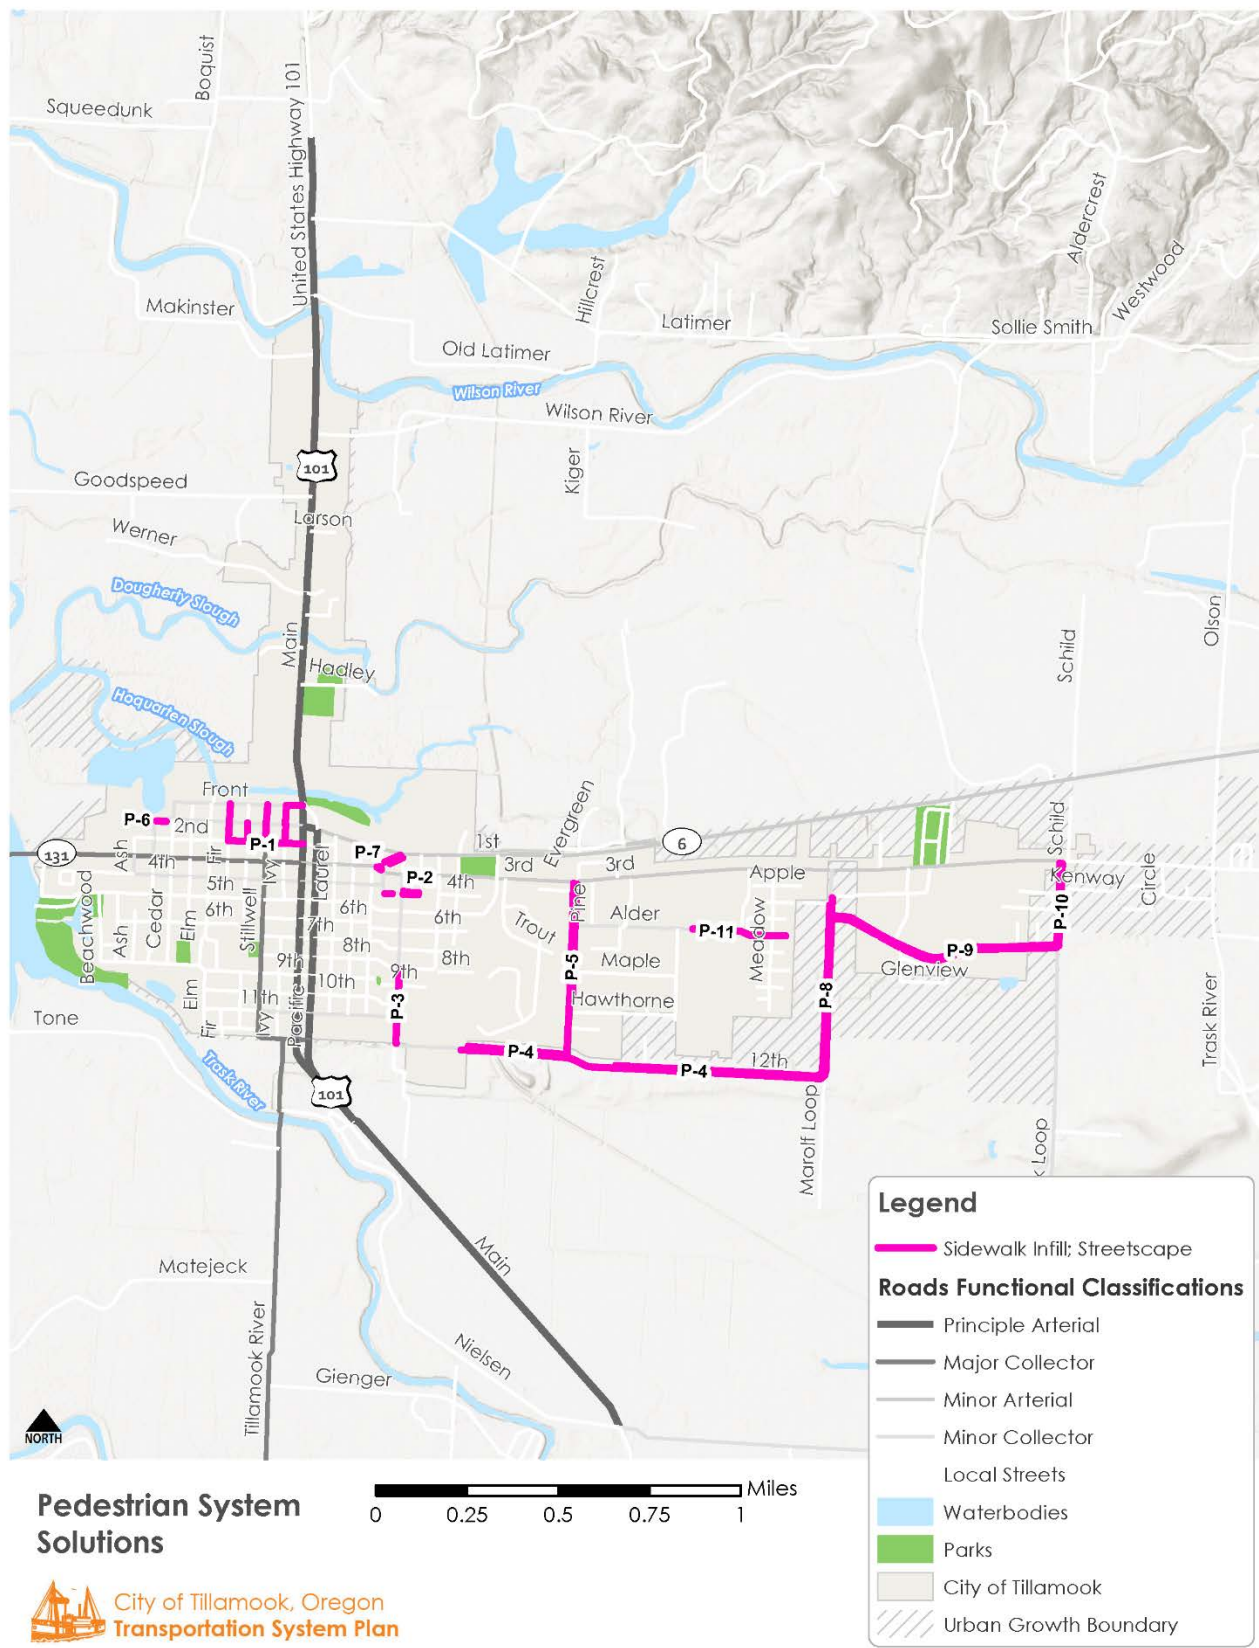 Boquist
Squeedunk
United States Highway 101
Aldercrest
Westwood
Hillcrest
Makinster
Latimer
Sollie Smith
Old Latimer
Wilson River
Wilson River
Kiger
101
Goodspeed
Larson
Werner
Dougherty Slough
Olson
Schild
Main
Hadley
Hoquarten Slough
Front
Evergreen
Schild
P-6
2nd
P-1
1st
6
131
Ash
4th
Fir
Ivy
Laurel
P-7
3rd
3rd
Apple
Kenway
Circle
P-2
4th
5th
Beachwood
Cedar
Elm
6th
6th
6th
Pine
Alder
P-10
Ash
Stillwell
7th
Trout
P-11
Meadow
8th
8th
P-9
9th
9th
Maple
P-5
Glenview
10th
Elm
11th
P-3
Hawthorne
P-8
Tone
Fir
Ivy
Pacific
P-4
P-4
12th
Trask River
Trask River
101
Marolf Loop
k Loop
Main
Matejeck
Tillamook River
Nielsen
Gienger
NORTH
Legend
Sidewalk Infill; Streetscape
Roads Functional Classifications
Principle Arterial
Major Collector
Minor Arterial
Minor Collector
Local Streets
Waterbodies
Parks
City of Tillamook
Urban Growth Boundary
Pedestrian System
Solutions
Miles
0 0.25 0.5 0.75 1
City of Tillamook, Oregon
Transportation System Plan